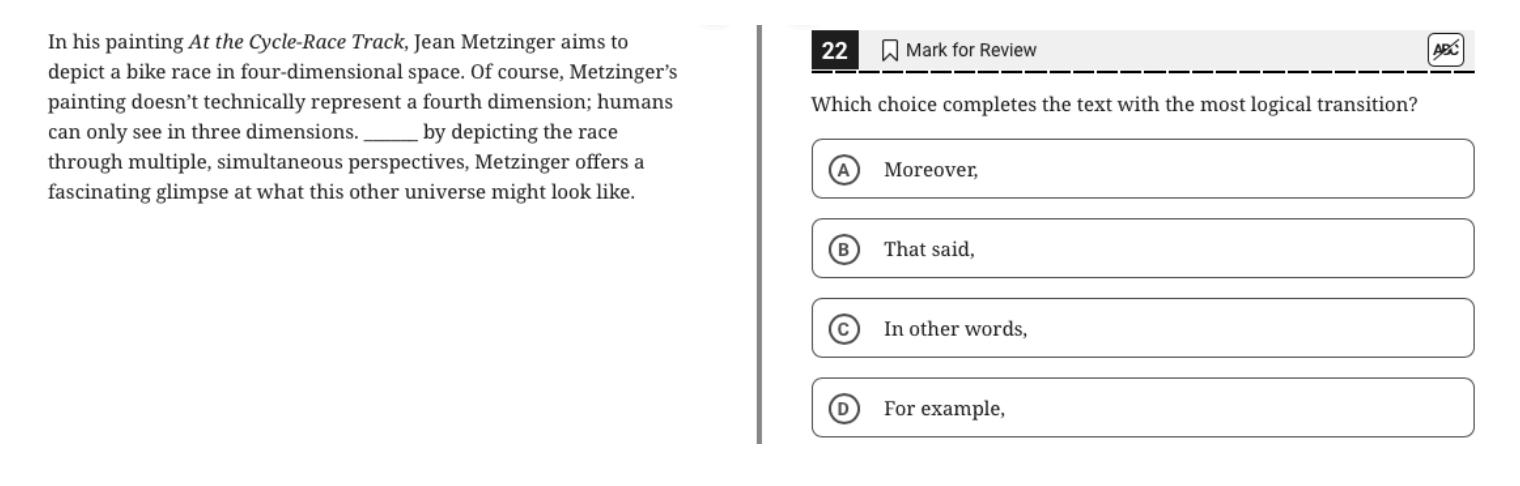 In his painting At the Cycle-Race Track, Jean Metzinger aims to
depict a bike race in four-dimensional space. Of course, Metzinger’s
painting doesn’t technically represent a fourth dimension; humans
can only see in three dimensions. ______ by depicting the race
through multiple, simultaneous perspectives, Metzinger offers a
fascinating glimpse at what this other universe might look like.
22 Mark for Review ABC
Which choice completes the text with the most logical transition?
A Moreover,
B That said,
C In other words,
D For example,